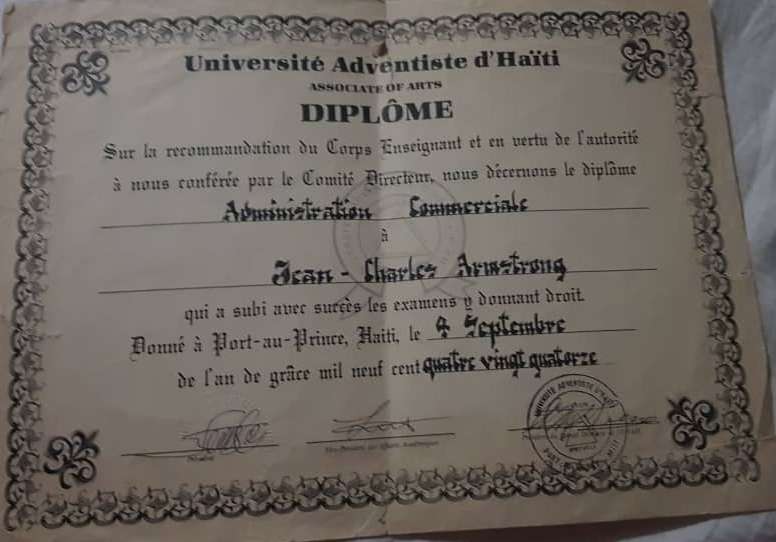 Université Adventiste d'Haïti
ASSOCIATE OF ARTS
DIPLÔME
Sur la recommandation du Corps Enseignant et en vertu de l'autorité
à nous conférée par le Comité Directeur, nous décernons le diplôme
Administration Commerciale
à
Jean - Charles Armstrong
qui a subi avec succès les examens y donnant droit.
Donné à Port-au-Prince, Haiti, le 4 Septembre
de l'an de grâce mil neuf cent quatre vingt quatorze
UNIVERSITÉ ADVENTISTE D'HAÏTI